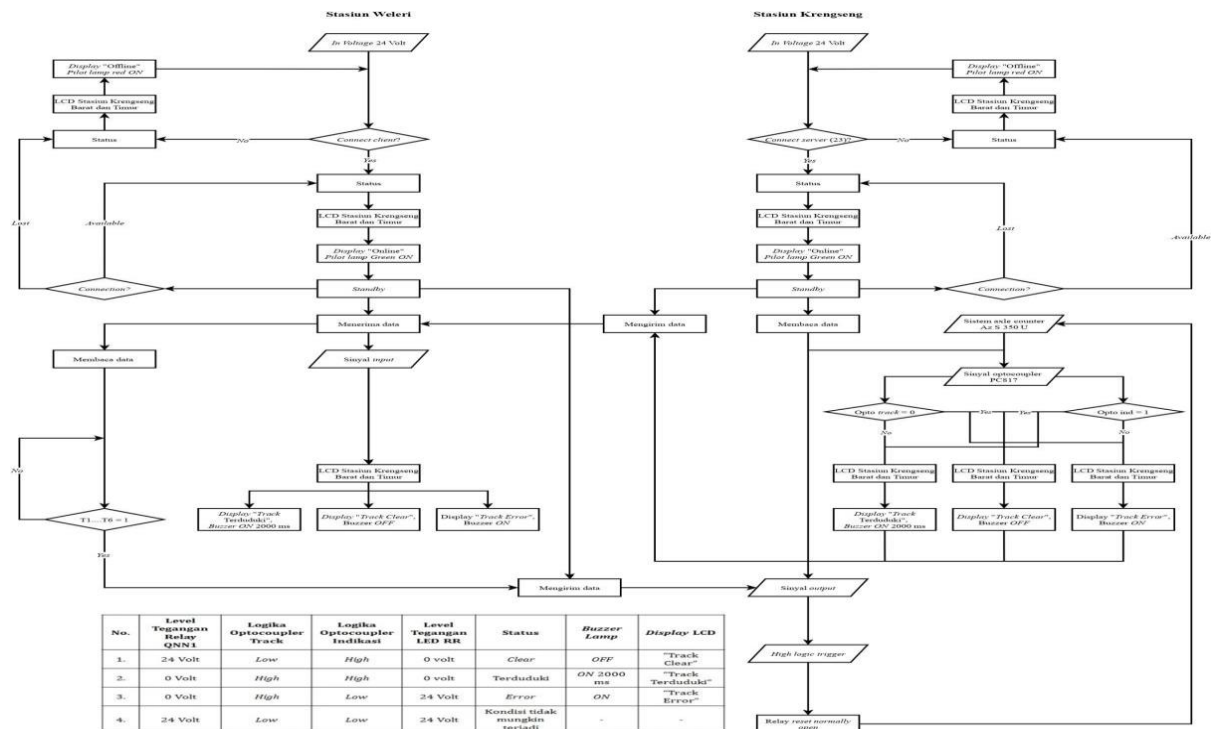 Stasiun Weleri
In Voltage 24 Volt
Display "Offline"
Pilot lamp red ON
LCD Stasiun Krengseng
Barat dan Timur
Status
No
Connect client?
Yes
Status
LCD Stasiun Krengseng
Barat dan Timur
Display "Online"
Pilot lamp Green ON
Lost
Available
Connection?
Standby
Menerima data
Membaca data
Sinyal input
No
T1....T6 = 1
Yes
LCD Stasiun Krengseng
Barat dan Timur
Display "Track
Terduduki",
Buzzer ON 2000 ms
Display "Track Clear",
Buzzer OFF
Display "Track Error",
Buzzer ON
Mengirim data
Stasiun Krengseng
In Voltage 24 Volt
Display "Offline"
Pilot lamp red ON
LCD Stasiun Krengseng
Barat dan Timur
Status
No
Connect server (23)?
Yes
Status
LCD Stasiun Krengseng
Barat dan Timur
Display "Online"
Pilot lamp Green ON
Lost
Available
Standby
Connection?
Mengirim data
Membaca data
Sistem axle counter
Az S 350 U
Sinyal optocoupler
PC817
Opto track = 0
Yes
Yes
Opto ind = 1
No
No
LCD Stasiun Krengseng
Barat dan Timur
LCD Stasiun Krengseng
Barat dan Timur
LCD Stasiun Krengseng
Barat dan Timur
Display "Track
Terduduki",
Buzzer ON 2000 ms
Display "Track Clear",
Buzzer OFF
Display "Track Error",
Buzzer ON
Sinyal output
High logic trigger
Relay reset normally
open
No. Level Tegangan Relay QNN1 Logika Optocoupler Track Logika Optocoupler Indikasi Level Tegangan LED RR Status Buzzer Lamp Display LCD
1. 24 Volt Low High 0 volt Clear OFF "Track Clear"
2. 0 Volt High High 0 volt Terduduki ON 2000 ms "Track Terduduki"
3. 0 Volt High Low 24 Volt Error ON "Track Error"
4. 24 Volt Low Low 24 Volt Kondisi tidak mungkin terjadi - -